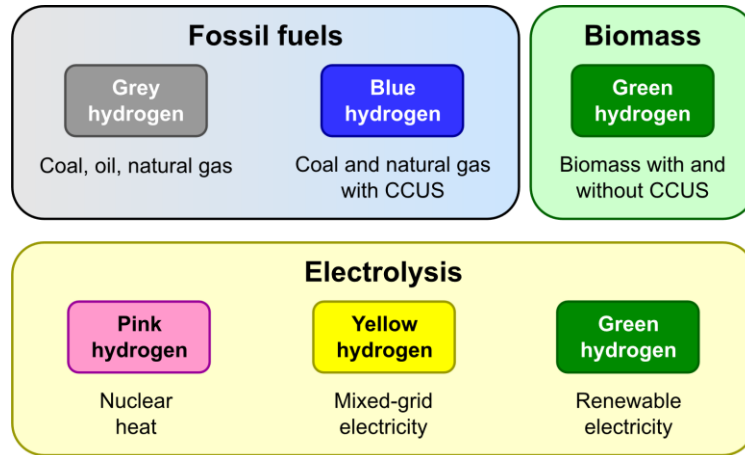 Fossil fuels
Grey
hydrogen
Coal, oil, natural gas
Blue
hydrogen
Coal and natural gas
with CCUS
Biomass
Green
hydrogen
Biomass with and
without CCUS
Electrolysis
Pink
hydrogen
Nuclear
heat
Yellow
hydrogen
Mixed-grid
electricity
Green
hydrogen
Renewable
electricity